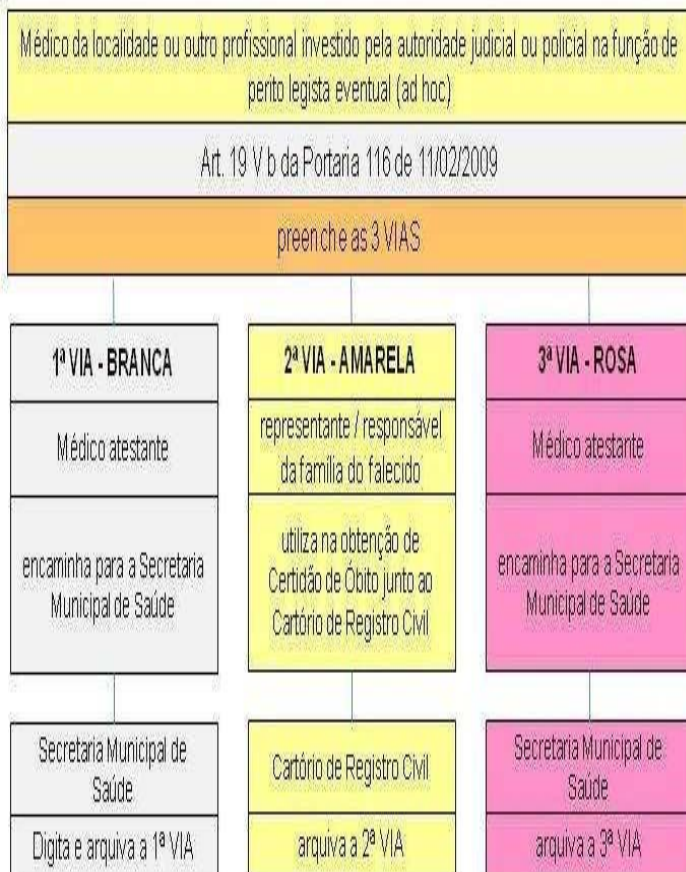 Médico da localidade ou outro profissional investido pela autoridade judicial ou policial na função de
perito legista eventual (ad hoc)
Art. 19 V b da Portaria 116 de 11/02/2009
preenche as 3 VIAS
1ª VIA - BRANCA
Médico atestante
encaminha para a Secretaria
Municipal de Saúde
Secretaria Municipal de
Saúde
Digita e arquiva a 1ª VIA
2ª VIA - AMARELA
representante / responsável
da família do falecido
utiliza na obtenção de
Certidão de Óbito junto ao
Cartório de Registro Civil
Cartório de Registro Civil
arquiva a 2ª VIA
3ª VIA - ROSA
Médico atestante
encaminha para a Secretaria
Municipal de Saúde
Secretaria Municipal de
Saúde
arquiva a 3ª VIA